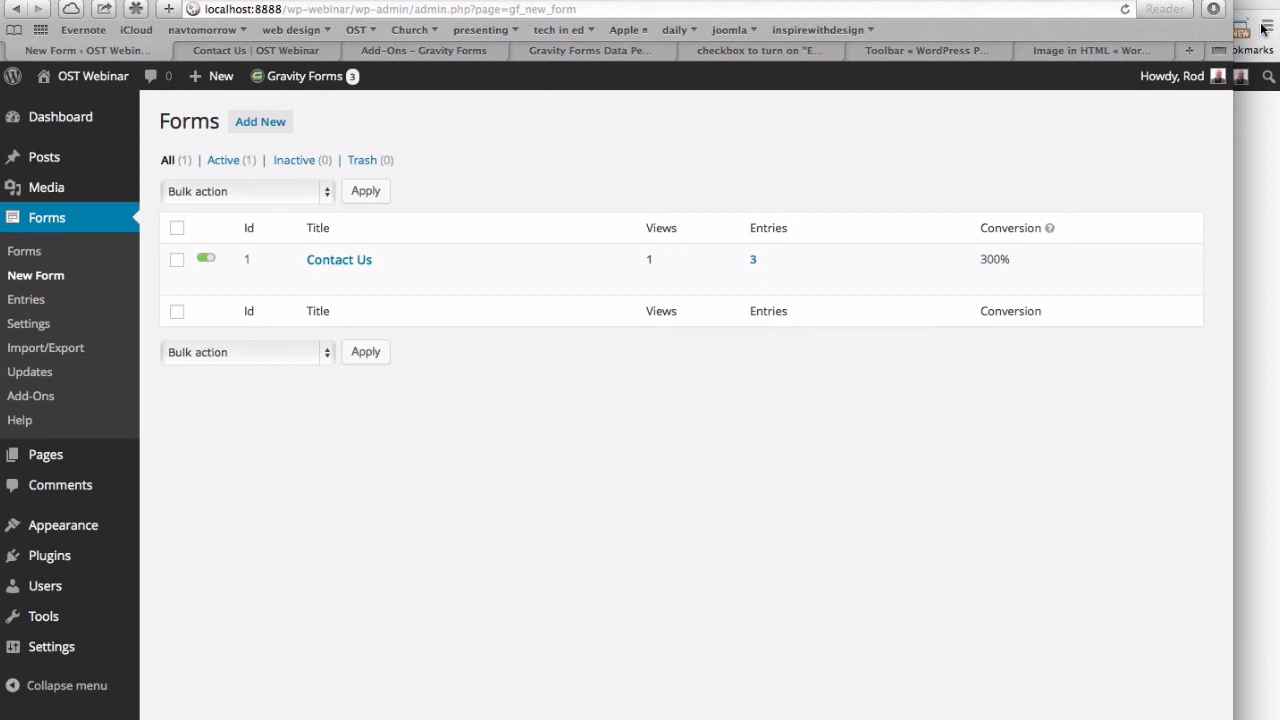 localhost:8888/wp-webinar/wp-admin/admin.php?page=gf_new_form
Reader
Evernote iCloud navtomorrow web design OST Church presenting tech in ed Apple daily joomla inspirewithdesign
NEW
New Form ‹ OST Webin... Contact Us | OST Webinar Add-Ons – Gravity Forms Gravity Forms Data Pe... checkbox to turn on "E... Toolbar « WordPress P... Image in HTML « Wor... + okmarks
OST Webinar 0 + New Gravity Forms 3 Howdy, Rod
Dashboard
Posts
Media
Forms
Forms
New Form
Entries
Settings
Import/Export
Updates
Add-Ons
Help
Pages
Comments
Appearance
Plugins
Users
Tools
Settings
Collapse menu
Forms Add New
All (1) | Active (1) | Inactive (0) | Trash (0)
Bulk action Apply
Id Title Views Entries Conversion ?
1 Contact Us 1 3 300%
Id Title Views Entries Conversion
Bulk action Apply